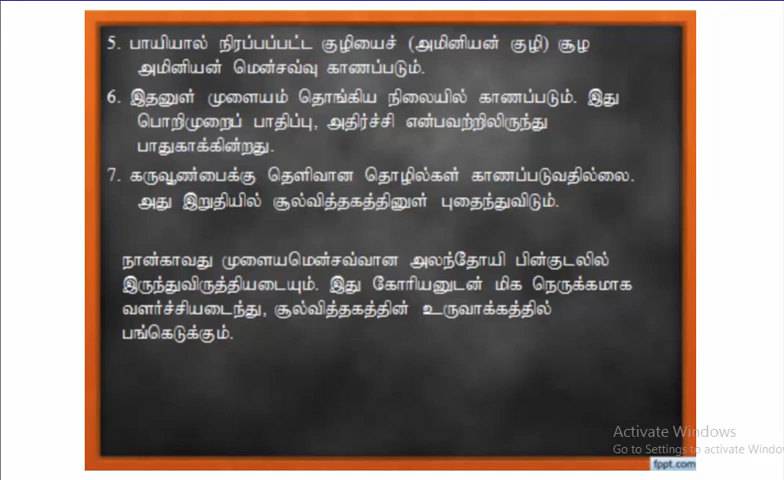 5. பாயியால் நிரப்பப்பட்ட குழியைச் (அமினியன் குழி) சூழ
அமினியன் மென்சவ்வு காணப்படும்.
6. இதனுள் முளையம் தொங்கிய நிலையில் காணப்படும். இது
பொறிமுறைப் பாதிப்பு, அதிர்ச்சி என்பவற்றிலிருந்து
பாதுகாக்கின்றது.
7. கருவூண்பைக்கு தெளிவான தொழில்கள் காணப்படுவதில்லை.
அது இறுதியில் சூல்வித்தகத்தினுள் புதைந்துவிடும்.
நான்காவது முளையமென்சவ்வான அலந்தோயி பின்குடலில்
இருந்துவிருத்தியடையும். இது கோரியனுடன் மிக நெருக்கமாக
வளர்ச்சியடைந்து, சூல்வித்தகத்தின் உருவாக்கத்தில்
பங்கெடுக்கும்.
Activate Windows
Go to Settings to activate Windo
fppt.com